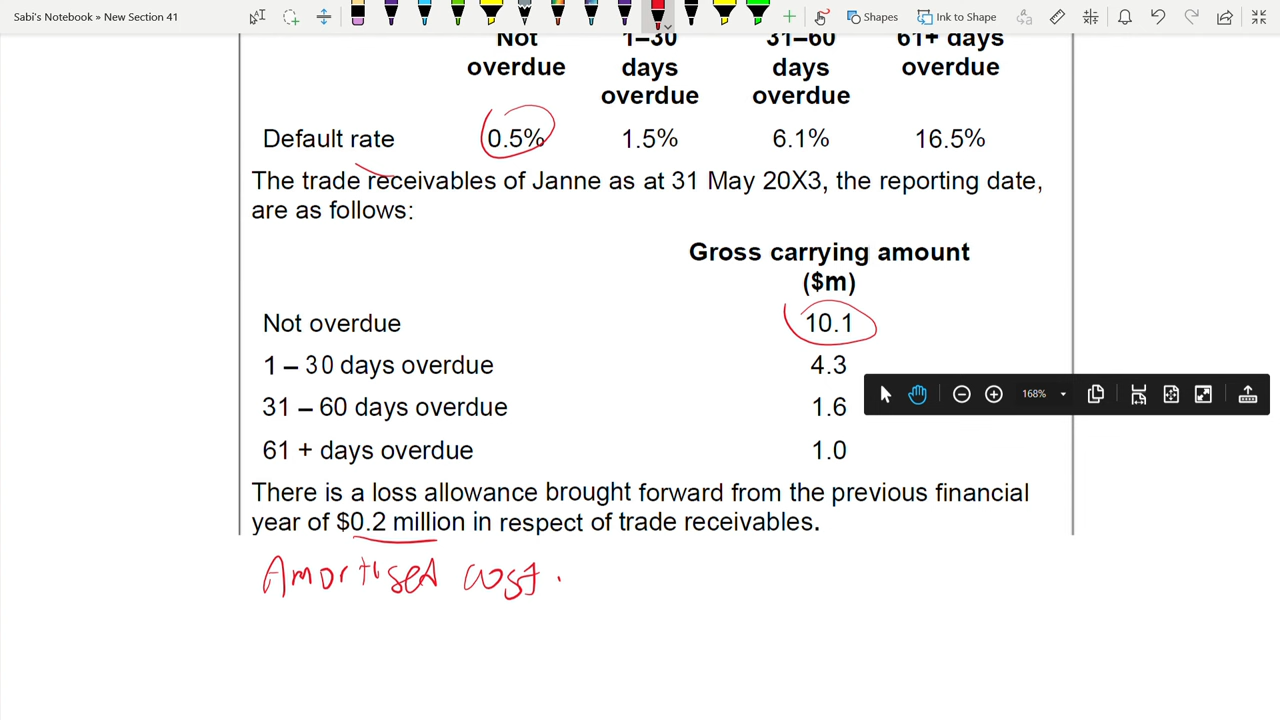 Sabi's Notebook » New Section 41
Shapes
Ink to Shape
Not overdue 1–30 days overdue 31–60 days overdue 61+ days overdue
Default rate 0.5% 1.5% 6.1% 16.5%
The trade receivables of Janne as at 31 May 20X3, the reporting date,
are as follows:
Gross carrying amount
($m)
Not overdue 10.1
1 – 30 days overdue 4.3
168%
31 – 60 days overdue 1.6
61 + days overdue 1.0
There is a loss allowance brought forward from the previous financial
year of $0.2 million in respect of trade receivables.
Amortised cost.